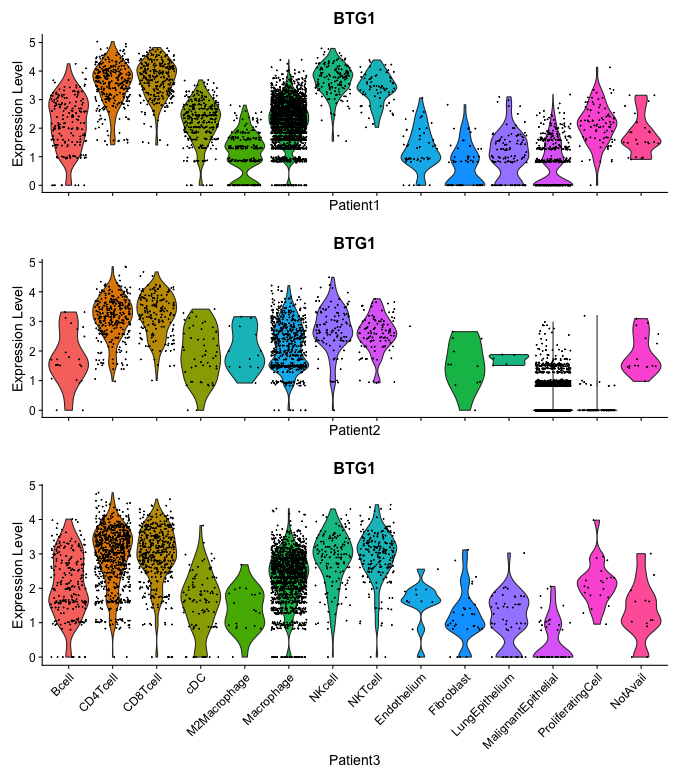 BTG1
5
4
3
2
1
0
Expression Level
Patient1
BTG1
5
4
3
2
1
0
Expression Level
Patient2
BTG1
5
4
3
2
1
0
Expression Level
Bcell
CD4Tcell
CD8Tcell
cDC
M2Macrophage
Macrophage
NKcell
NKTcell
Endothelium
Fibroblast
LungEpithelium
MalignantEpithelial
ProliferatingCell
NotAvail
Patient3